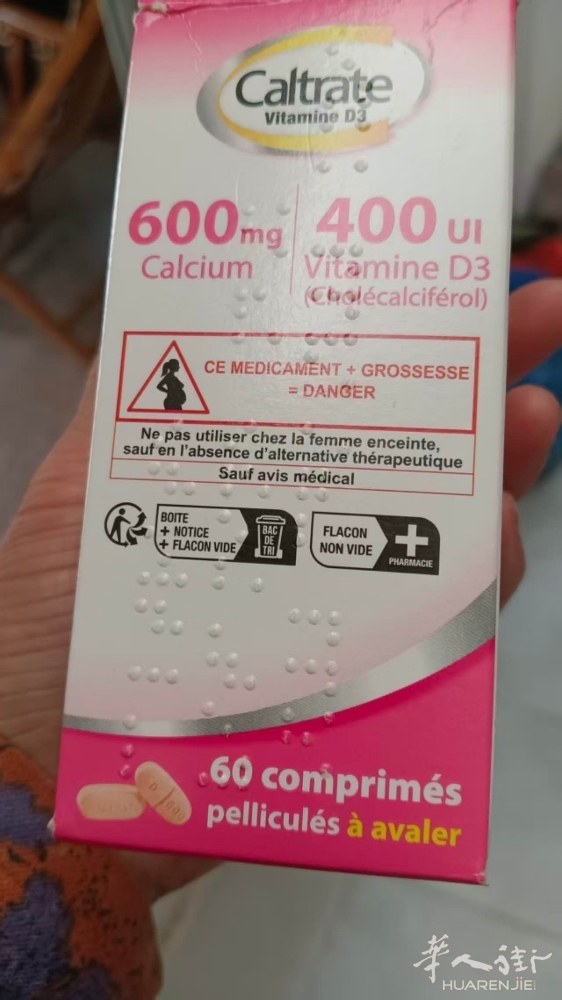 Caltrate
Vitamine D3
600 mg
Calcium
400 UI
Vitamine D3
(Cholécalciférol)
CE MEDICAMENT + GROSSESSE
= DANGER
Ne pas utiliser chez la femme enceinte,
sauf en l'absence d'alternative thérapeutique
Sauf avis médical
BOITE
+ NOTICE
+ FLACON VIDE
BAC
DE
TRI
FLACON
NON VIDE
PHARMACIE
60 comprimés
pelliculés à avaler
华人街
HUARENJIE